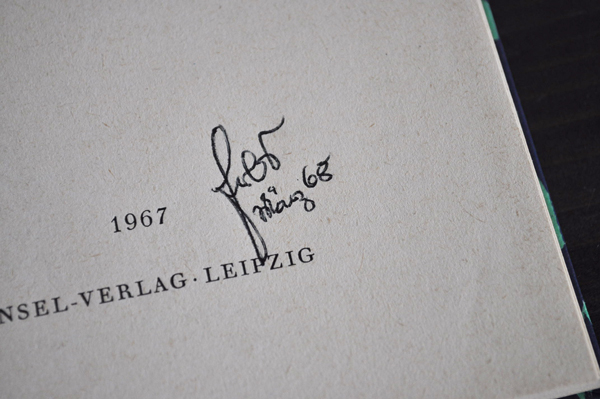 März 68
1967
NSEL-VERLAG · LEIPZIG